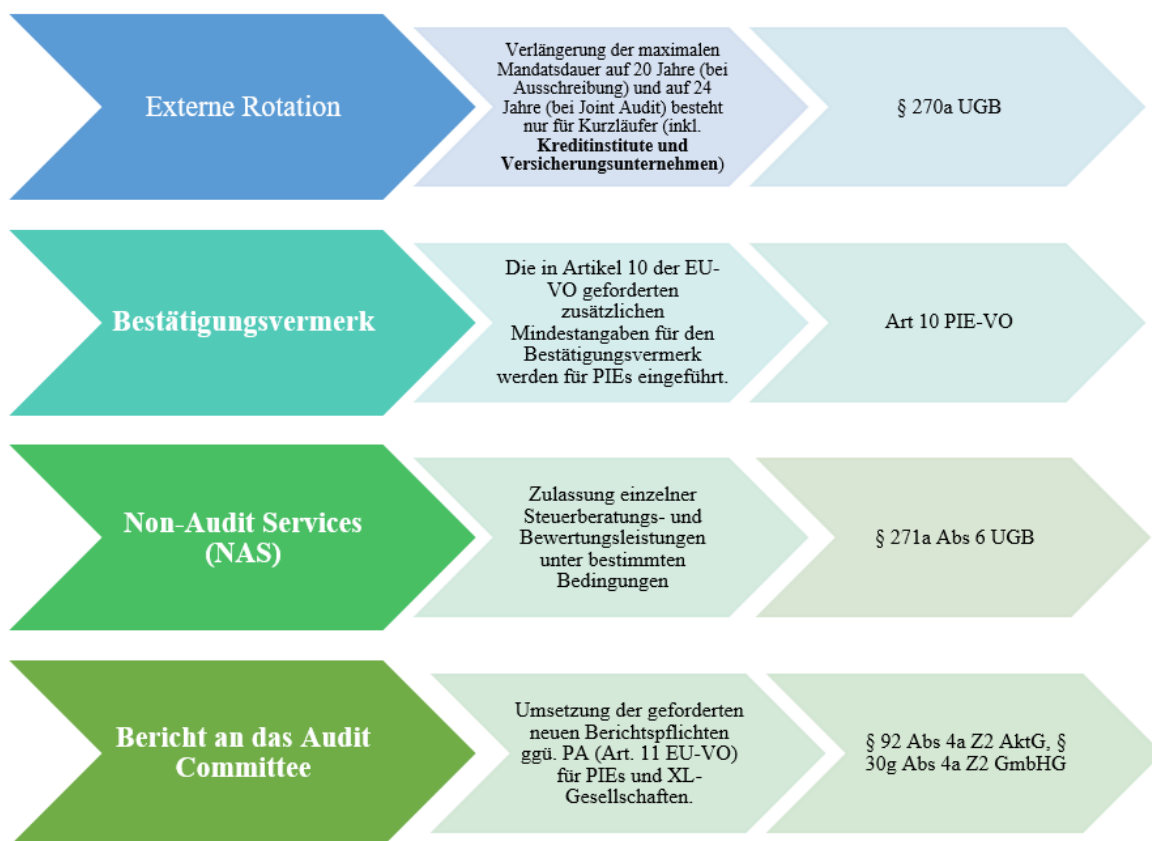 Externe Rotation
Verlängerung der maximalen
Mandatsdauer auf 20 Jahre (bei
Ausschreibung) und auf 24
Jahre (bei Joint Audit) besteht
nur für Kurzläufer (inkl.
Kreditinstitute und
Versicherungsunternehmen)
§ 270a UGB
Bestätigungsvermerk
Die in Artikel 10 der EU-
VO geforderten
zusätzlichen
Mindestangaben für den
Bestätigungsvermerk
werden für PIEs eingeführt.
Art 10 PIE-VO
Non-Audit Services
(NAS)
Zulassung einzelner
Steuerberatungs- und
Bewertungsleistungen
unter bestimmten
Bedingungen
§ 271a Abs 6 UGB
Bericht an das Audit
Committee
Umsetzung der geforderten
neuen Berichtspflichten
ggü. PA (Art. 11 EU-VO)
für PIEs und XL-
Gesellschaften.
§ 92 Abs 4a Z2 AktG, §
30g Abs 4a Z2 GmbHG